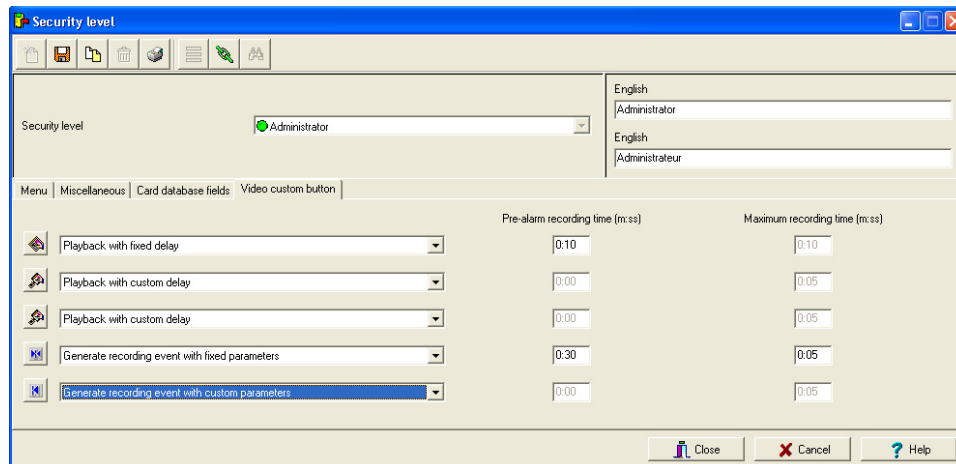 Security level
English
Administrator
Security level
Administrator
English
Administrateur
Menu
Miscellaneous
Card database fields
Video custom button
Pre-alarm recording time (m:ss)
Maximum recording time (m:ss)
Playback with fixed delay
0:10
0:10
Playback with custom delay
0:00
0:05
Playback with custom delay
0:00
0:05
Generate recording event with fixed parameters
0:30
0:05
Generate recording event with custom parameters
0:00
0:05
Close
Cancel
? Help